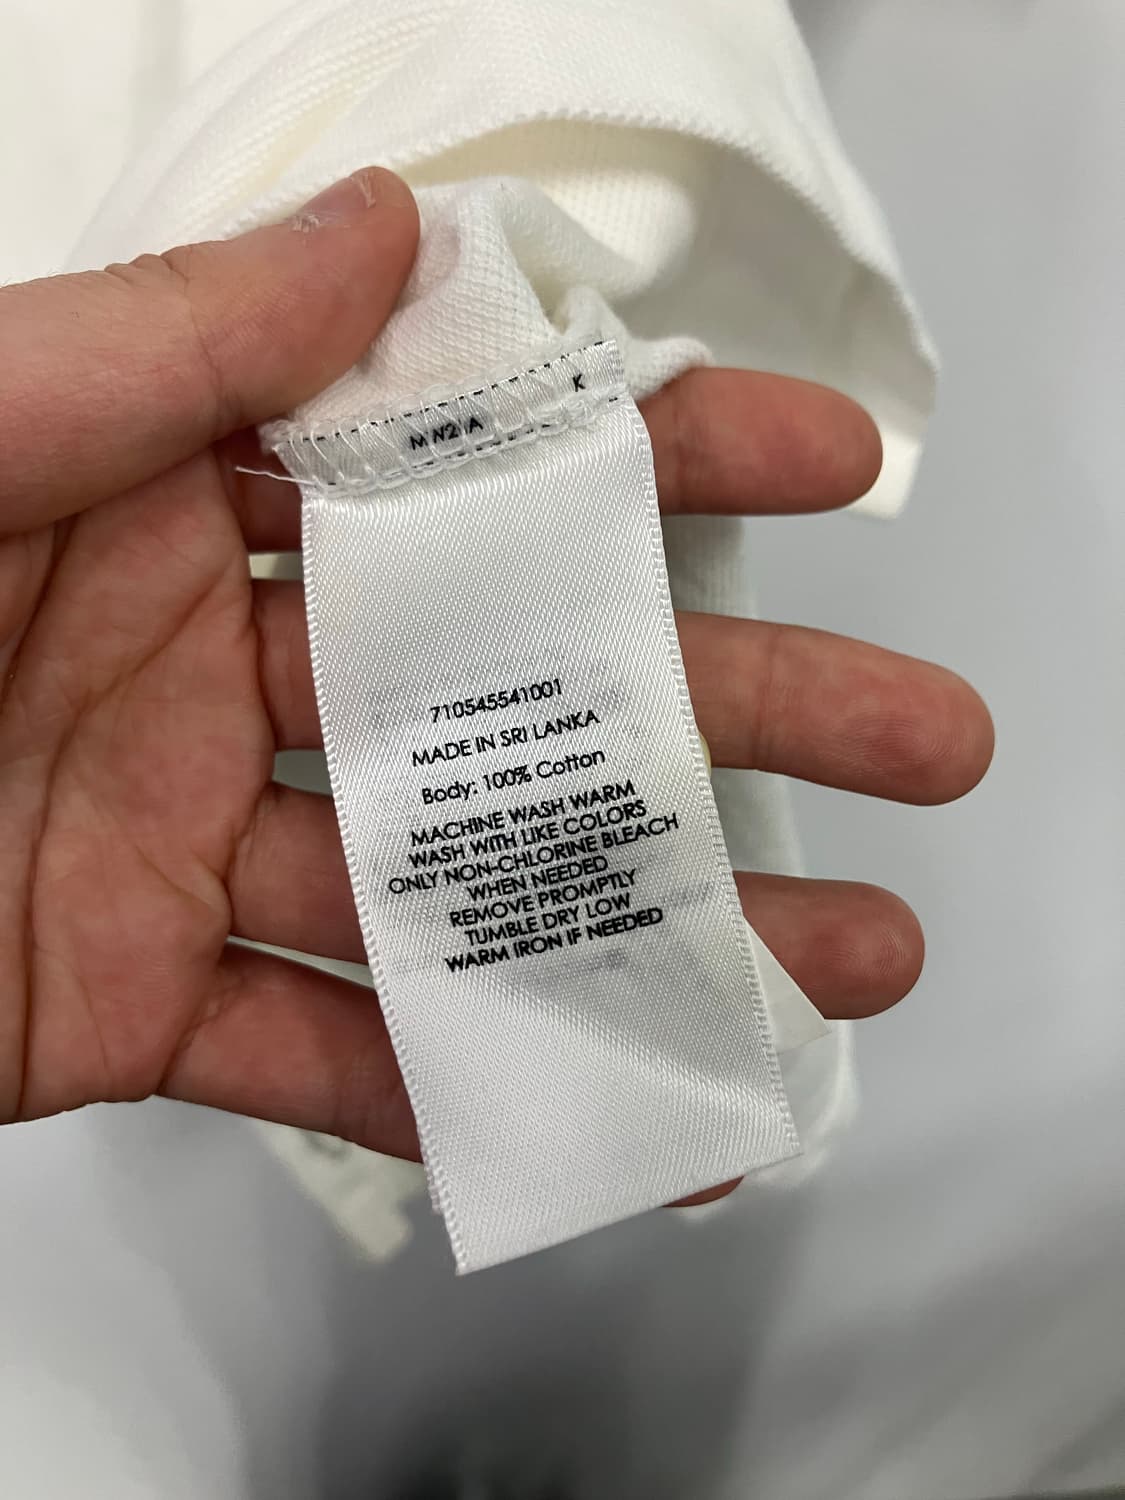 K
710545541001
MADE IN SRI LANKA
Body: 100% Cotton
MACHINE WASH WARM
WASH WITH LIKE COLORS
ONLY NON-CHLORINE BLEACH
WHEN NEEDED
REMOVE PROMPTLY
TUMBLE DRY LOW
WARM IRON IF NEEDED